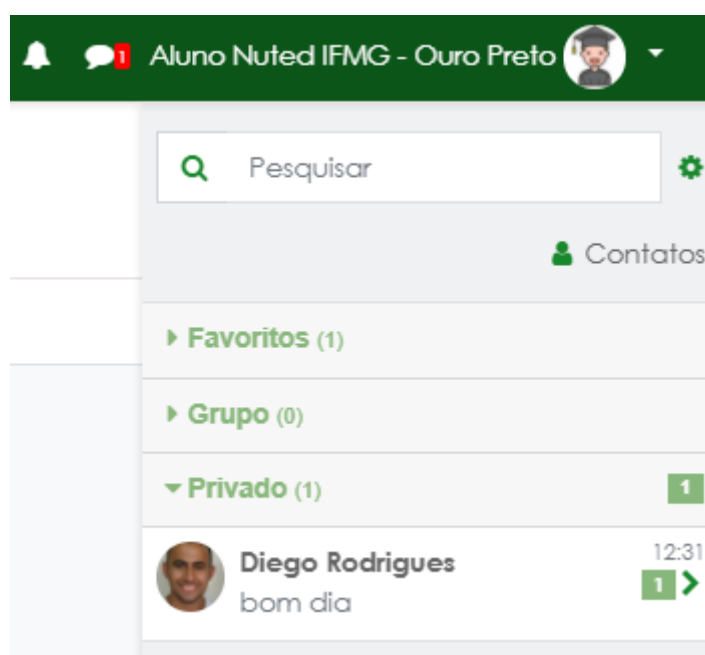 1 Aluno Nuted IFMG - Ouro Preto
Pesquisar
Contatos
Favoritos (1)
Grupo (0)
Privado (1) 1
Diego Rodrigues 12:31
bom dia 1